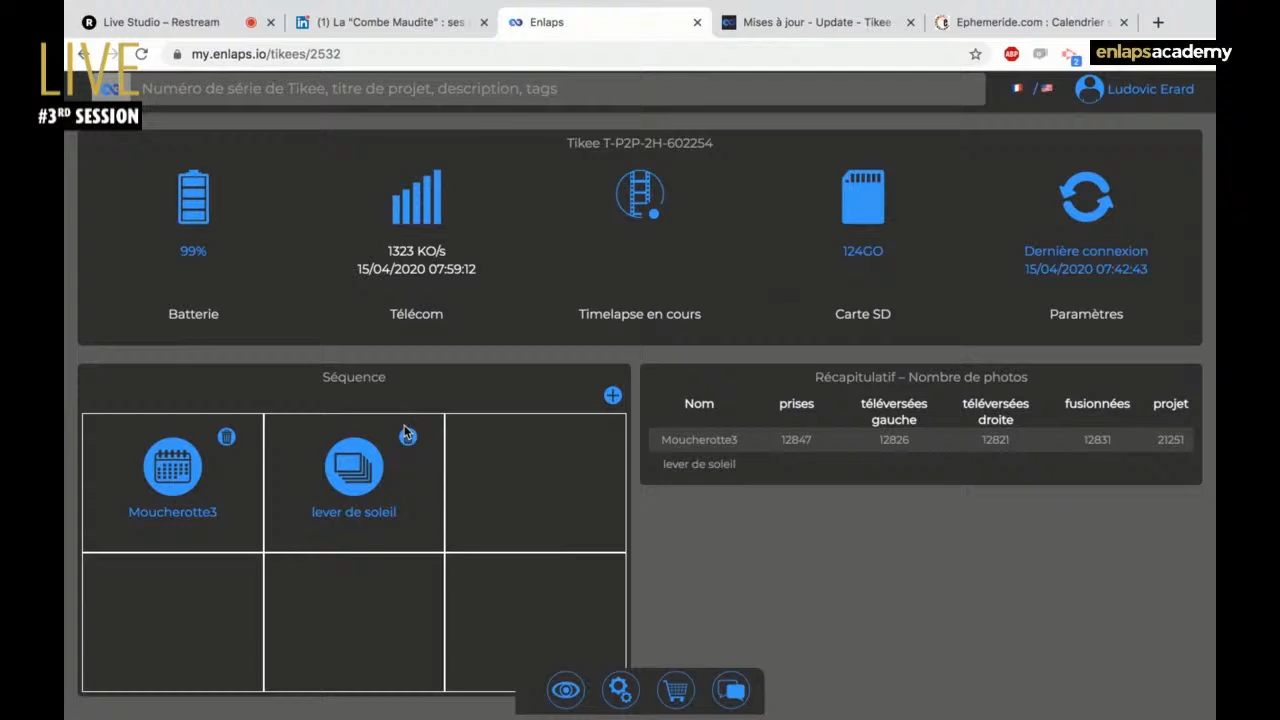 Live Studio – Restream
(1) La "Combe Maudite" : ses
Enlaps
Mises à jour - Update - Tikee
Ephemeride.com : Calendrier s
my.enlaps.io/tikees/2532
ABP
2
enlapsacademy
LIVE
#3RD SESSION
Numéro de série de Tikee, titre de projet, description, tags
/
Ludovic Erard
Tikee T-P2P-2H-602254
99%
Batterie
1323 KO/s
15/04/2020 07:59:12
Télécom
Timelapse en cours
124GO
Carte SD
Dernière connexion
15/04/2020 07:42:43
Paramètres
Séquence
Moucherotte3
lever de soleil
Récapitulatif – Nombre de photos
Nom prises téléversées gauche téléversées droite fusionnées projet
Moucherotte3 12847 12826 12821 12831 21251
lever de soleil